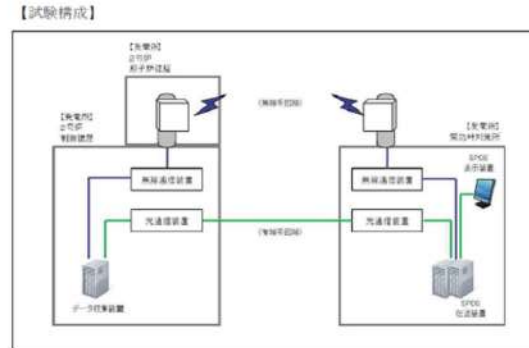 【試験構成】
【発電所】
2号炉
原子炉建屋
(無線系回線)
【発電所】
緊急時対策所
【発電所】
2号炉
制御建屋
SPDS
表示装置
無線通信装置
無線通信装置
光通信装置
光通信装置
(有線系回線)
データ収集装置
SPDS
伝送装置